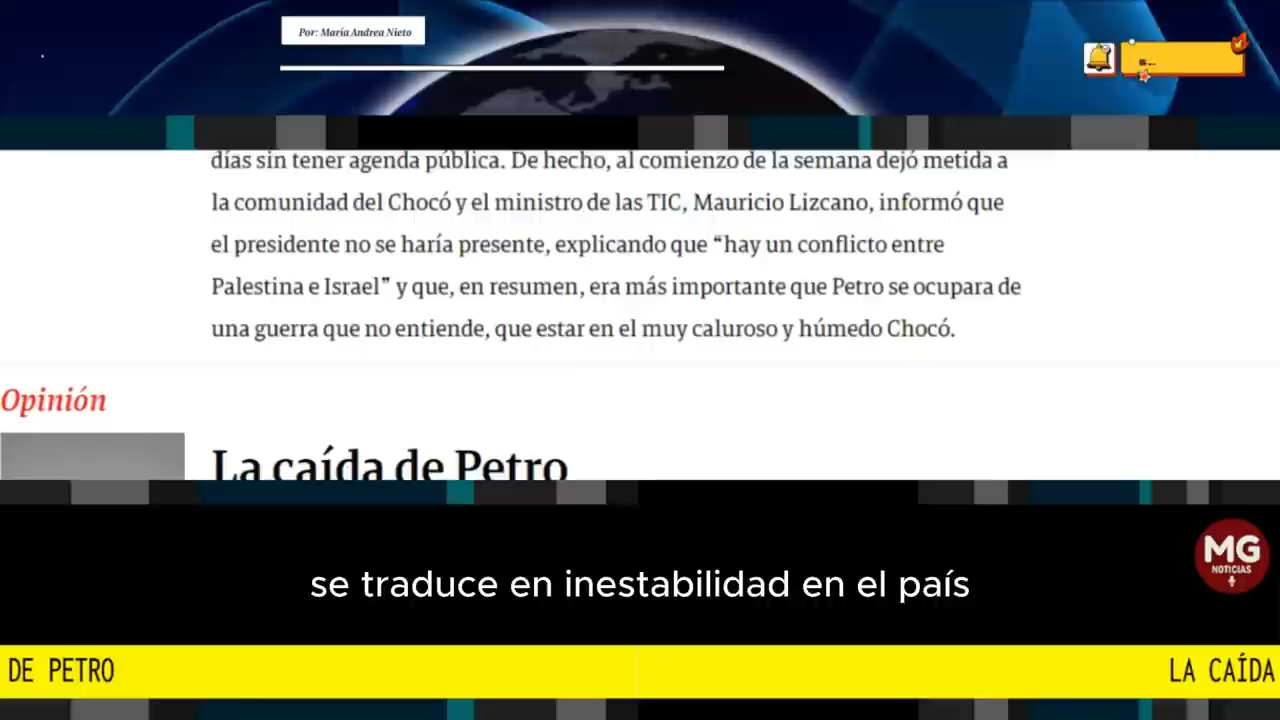 Por: María Andrea Nieto
días sin tener agenda pública. De hecho, al comienzo de la semana dejó metida a
la comunidad del Chocó y el ministro de las TIC, Mauricio Lizcano, informó que
el presidente no se haría presente, explicando que “hay un conflicto entre
Palestina e Israel” y que, en resumen, era más importante que Petro se ocupara de
una guerra que no entiende, que estar en el muy caluroso y húmedo Chocó.
Opinión
La caída de Petro
se traduce en inestabilidad en el país
MG
NOTICIAS
DE PETRO
LA CAÍDA